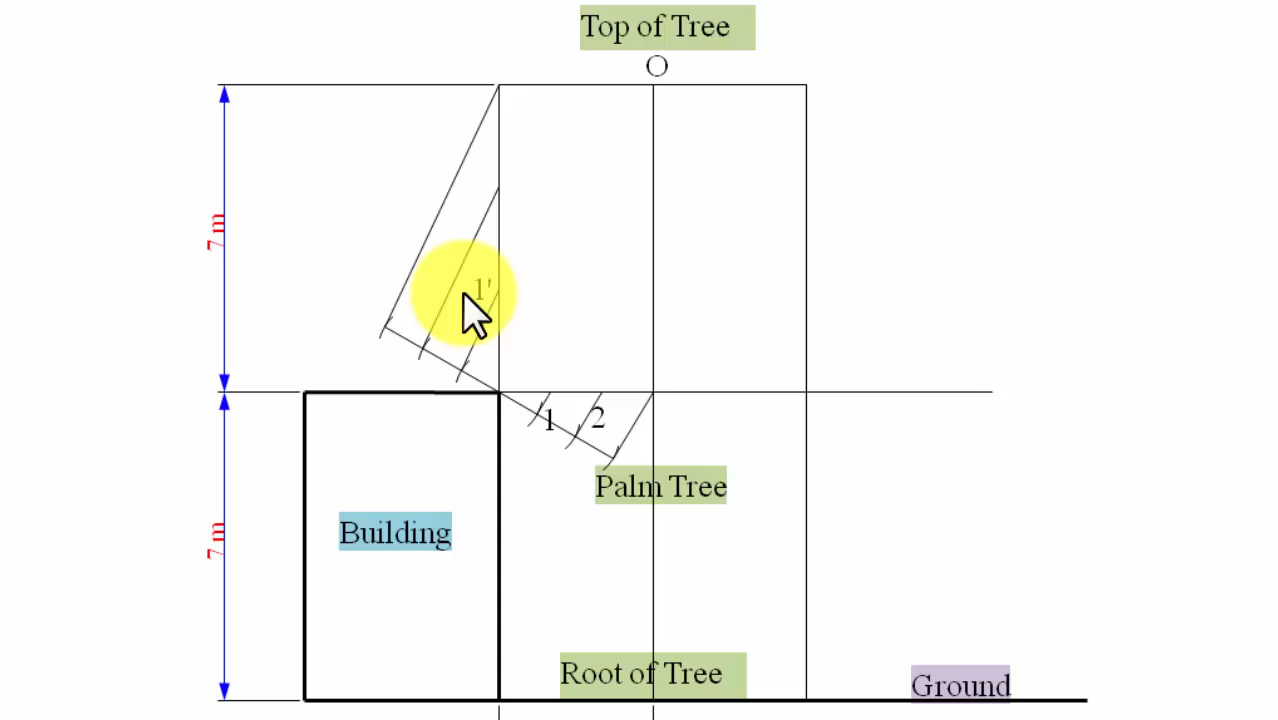 Top of Tree
O
7 m
1'
1
2
Palm Tree
7 m
Building
Root of Tree
Ground